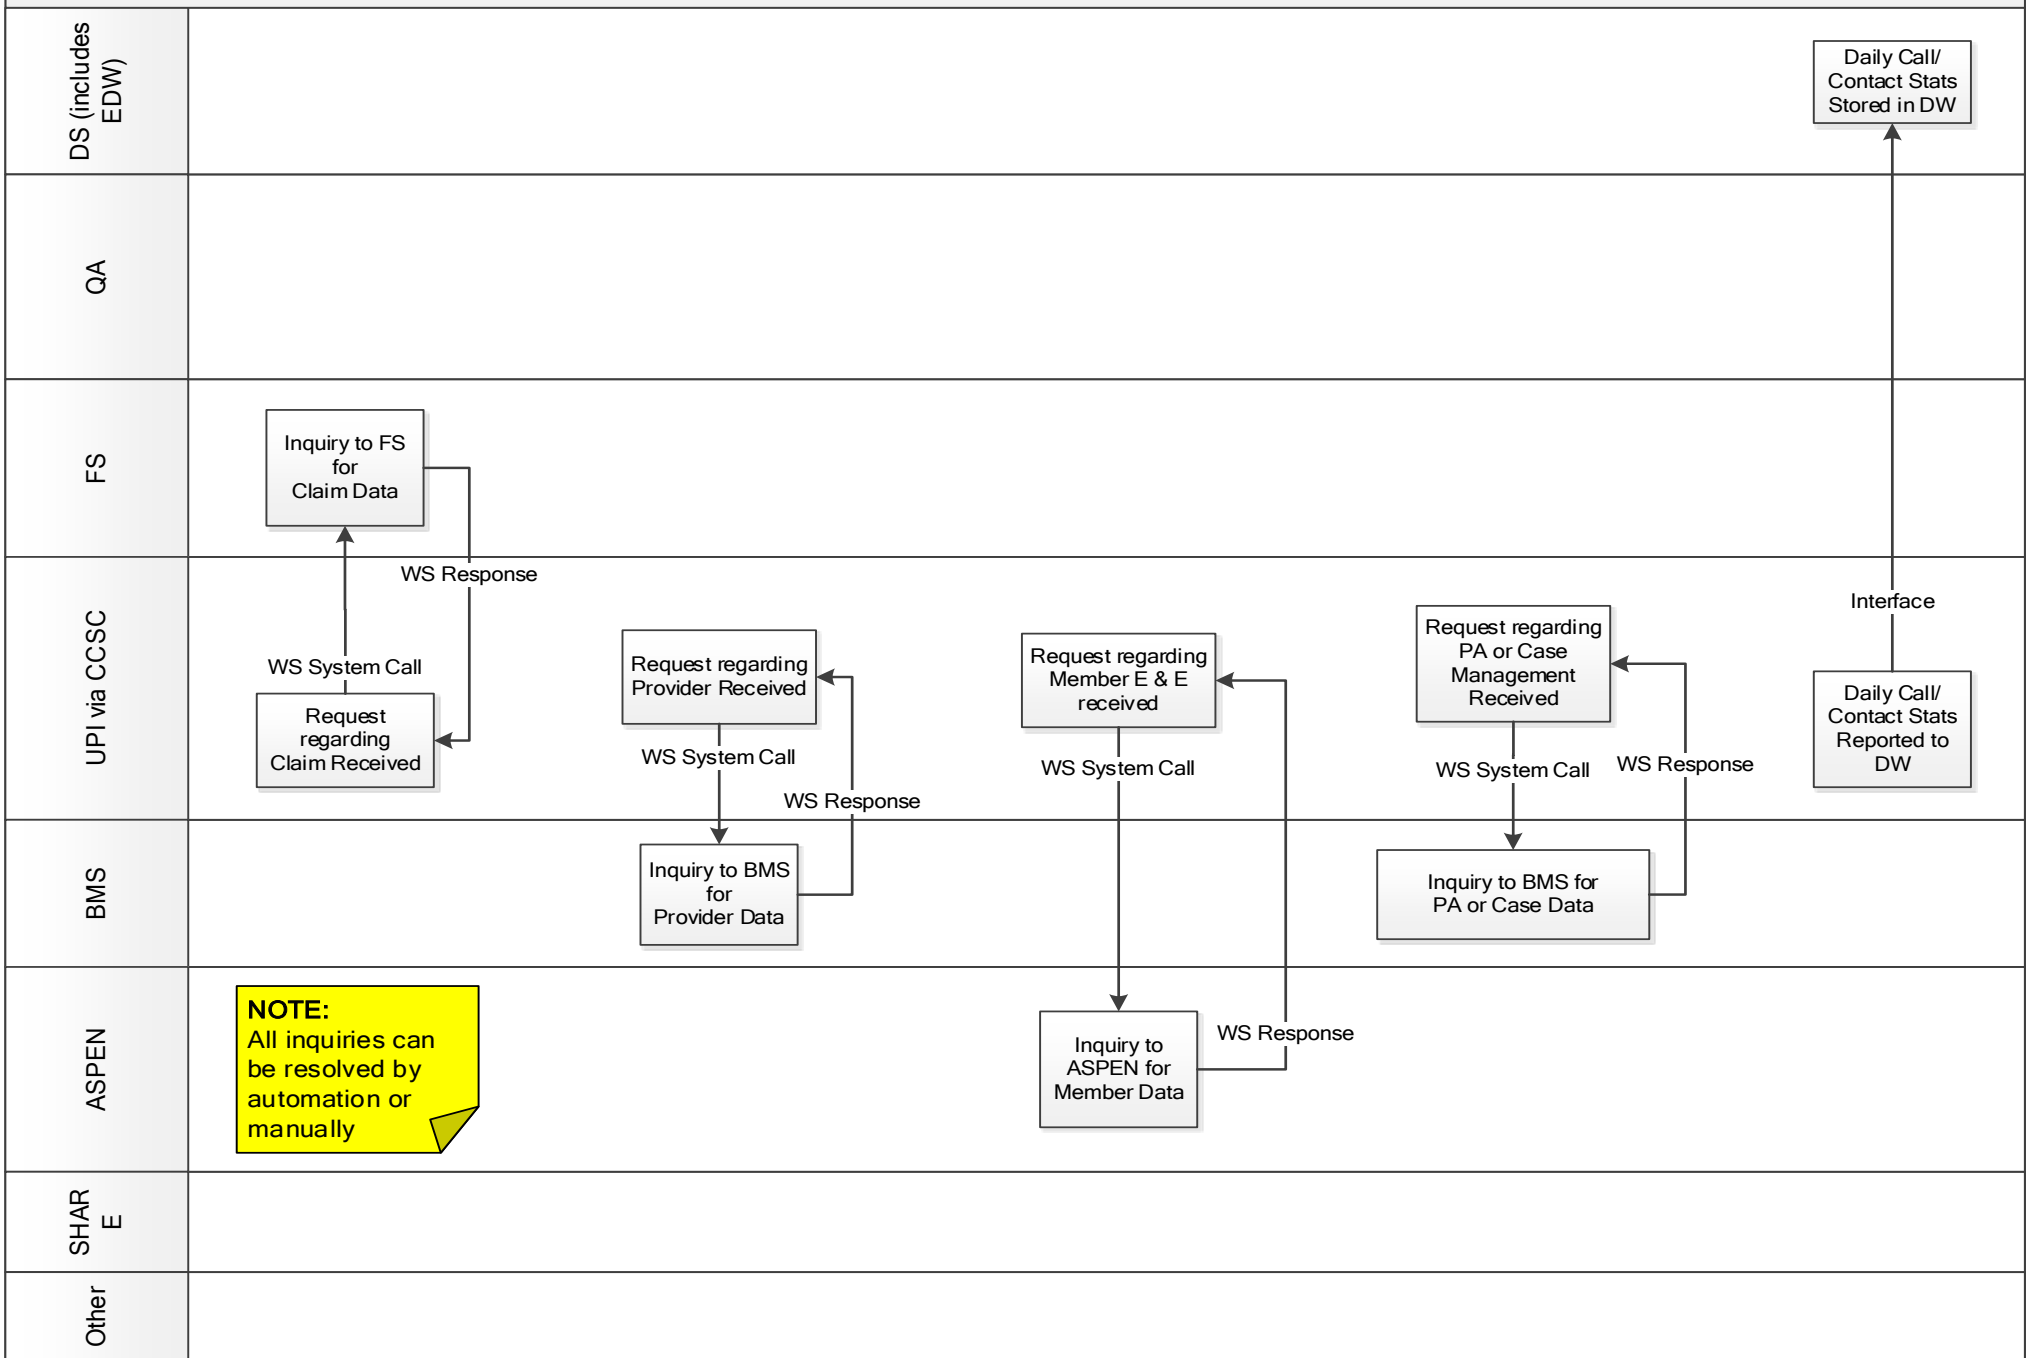 DS (includes
EDW)
Daily Call/
Contact Stats
Stored in DW
QA
FS
Inquiry to FS
for
Claim Data
WS Response
WS System Call
UPI via CCSC
Request
regarding
Claim Received
Request regarding
Provider Received
WS System Call
WS Response
Request regarding
Member E & E
received
WS System Call
Request regarding
PA or Case
Management
Received
WS System Call
WS Response
Interface
Daily Call/
Contact Stats
Reported to
DW
BMS
Inquiry to BMS
for
Provider Data
Inquiry to BMS for
PA or Case Data
ASPEN
NOTE:
All inquiries can
be resolved by
automation or
manually
Inquiry to
ASPEN for
Member Data
WS Response
SHAR
E
Other